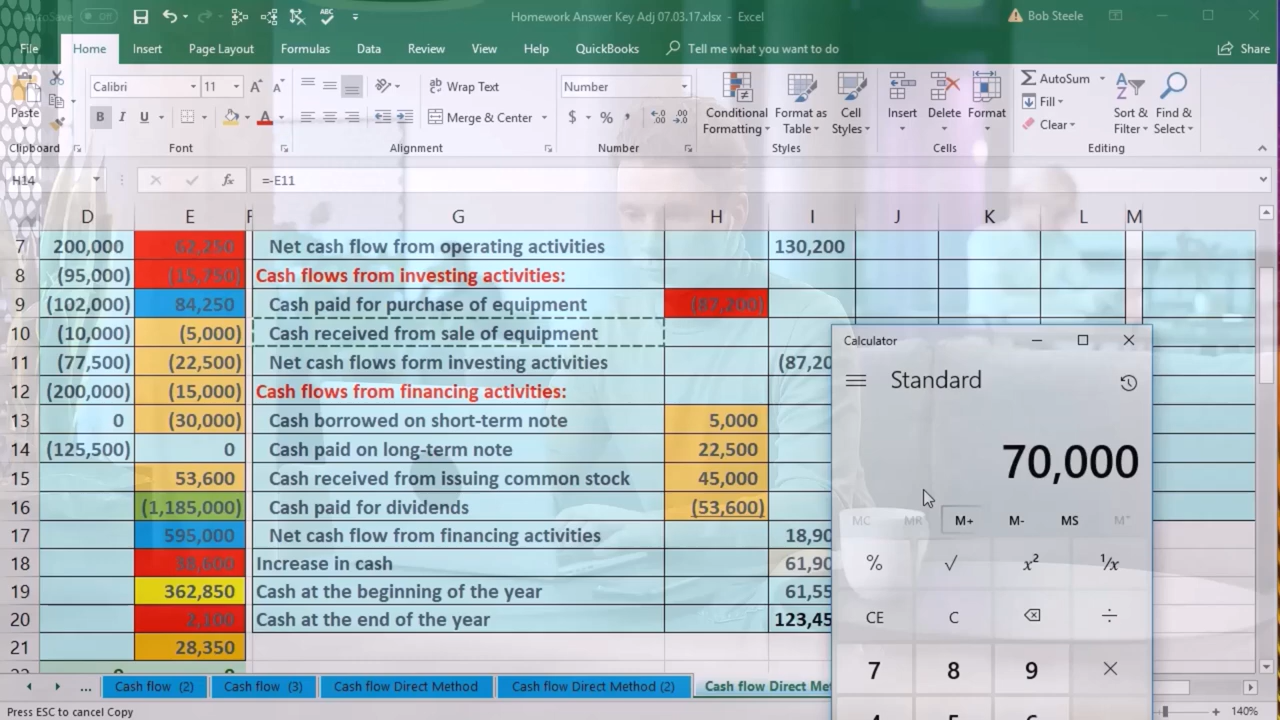 AutoSave Off Homework Answer Key Adj 07.03.17.xlsx - Excel Bob Steele
File Home Insert Page Layout Formulas Data Review View Help QuickBooks Tell me what you want to do Share
Paste Calibri 11 A A ab Wrap Text Number Conditional Formatting Format as Table Cell Styles Insert Delete Format AutoSum Fill Clear Sort & Filter Find & Select
B I U A Merge & Center $ % ,
Clipboard Font Alignment Number Styles Cells Editing
H14 fx =-E11
D E F G H I J K L M
7 200,000 62,250 Net cash flow from operating activities 130,200
8 (95,000) (15,750) Cash flows from investing activities:
9 (102,000) 84,250 Cash paid for purchase of equipment (87,200)
10 (10,000) (5,000) Cash received from sale of equipment
11 (77,500) (22,500) Net cash flows form investing activities (87,20
12 (200,000) (15,000) Cash flows from financing activities:
13 0 (30,000) Cash borrowed on short-term note 5,000
14 (125,500) 0 Cash paid on long-term note 22,500
15 53,600 Cash received from issuing common stock 45,000
16 (1,185,000) Cash paid for dividends (53,600)
17 595,000 Net cash flow from financing activities 18,90
18 38,600 Increase in cash 61,90
19 362,850 Cash at the beginning of the year 61,55
20 2,100 Cash at the end of the year 123,45
21 28,350
Calculator
Standard
70,000
MC MR M+ M- MS M
% √ x² ¹/x
CE C ÷
7 8 9 ×
... Cash flow (2) Cash flow (3) Cash flow Direct Method Cash flow Direct Method (2) Cash flow Direct Me
Press ESC to cancel Copy 140%